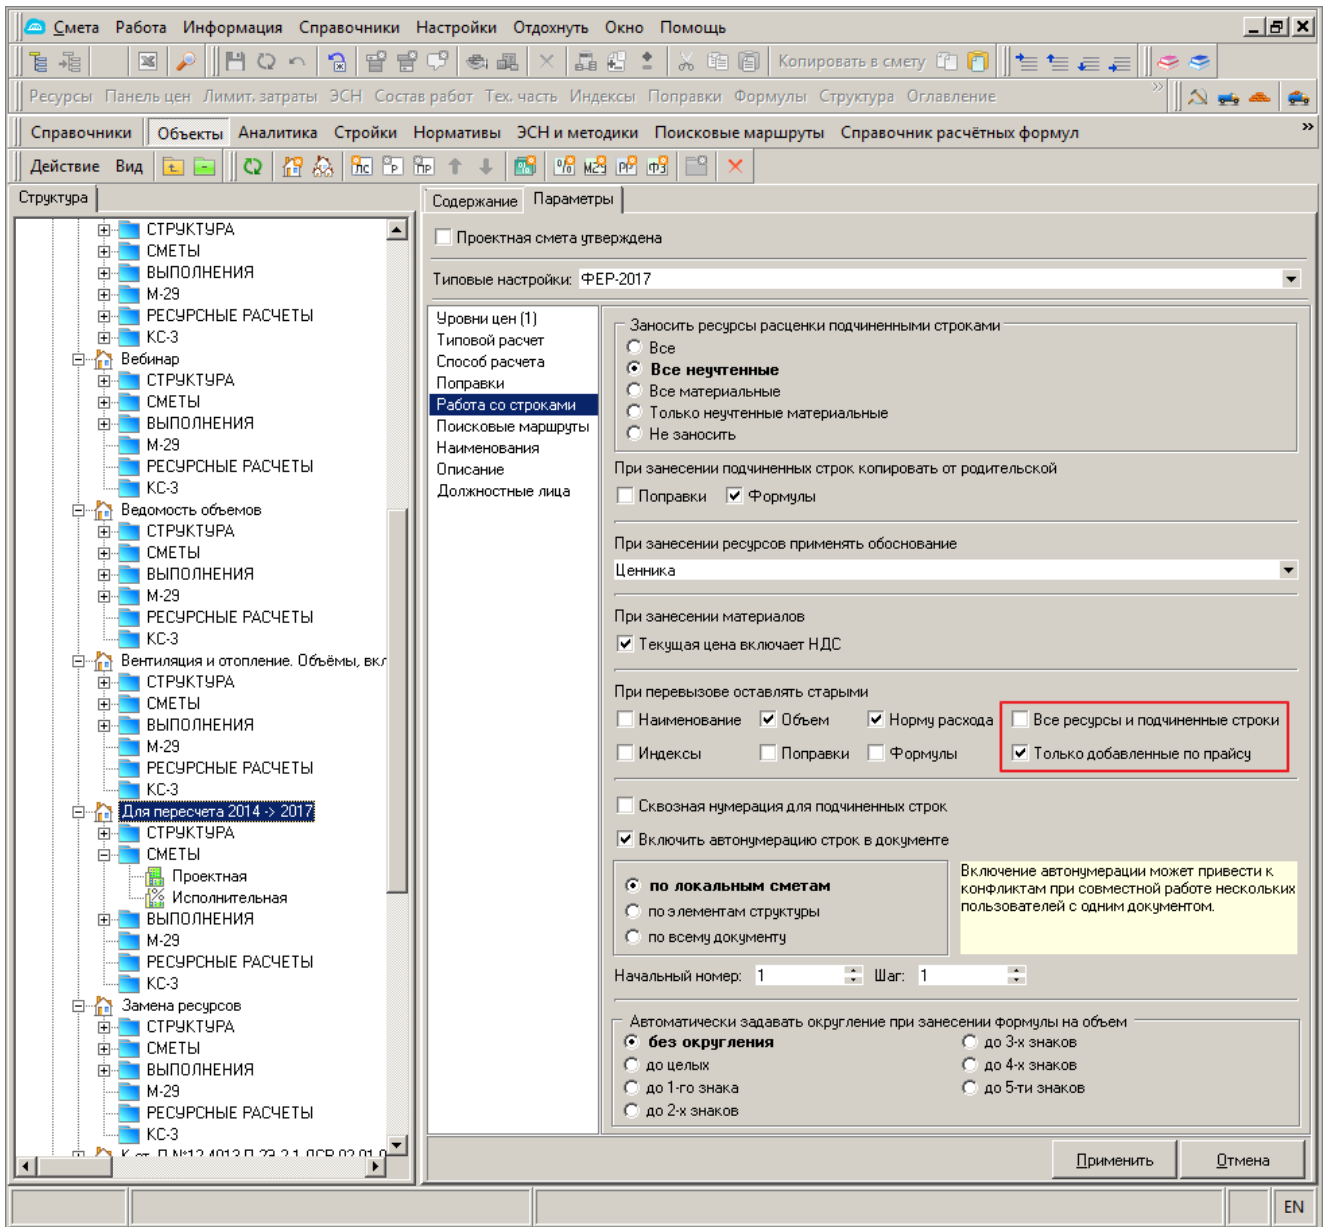 Смета Работа Информация Справочники Настройки Отдохнуть Окно Помощь
Копировать в смету
Ресурсы Панель цен Лимит. затраты ЭСН Состав работ Тех. часть Индексы Поправки Формулы Структура Оглавление
Справочники Объекты Аналитика Стройки Нормативы ЭСН и методики Поисковые маршруты Справочник расчётных формул
Действие Вид
Структура
СТРУКТУРА
СМЕТЫ
ВЫПОЛНЕНИЯ
М-29
РЕСУРСНЫЕ РАСЧЕТЫ
КС-3
Вебинар
СТРУКТУРА
СМЕТЫ
ВЫПОЛНЕНИЯ
М-29
РЕСУРСНЫЕ РАСЧЕТЫ
КС-3
Ведомость объемов
СТРУКТУРА
СМЕТЫ
ВЫПОЛНЕНИЯ
М-29
РЕСУРСНЫЕ РАСЧЕТЫ
КС-3
Вентиляция и отопление. Объёмы, вкл
СТРУКТУРА
СМЕТЫ
ВЫПОЛНЕНИЯ
М-29
РЕСУРСНЫЕ РАСЧЕТЫ
КС-3
Для пересчета 2014 -> 2017
СТРУКТУРА
СМЕТЫ
Проектная
Исполнительная
ВЫПОЛНЕНИЯ
М-29
РЕСУРСНЫЕ РАСЧЕТЫ
КС-3
Замена ресурсов
СТРУКТУРА
СМЕТЫ
ВЫПОЛНЕНИЯ
М-29
РЕСУРСНЫЕ РАСЧЕТЫ
КС-3
Содержание Параметры
Проектная смета утверждена
Типовые настройки: ФЕР-2017
Уровни цен (1)
Типовой расчет
Способ расчета
Поправки
Работа со строками
Поисковые маршруты
Наименования
Описание
Должностные лица
Заносить ресурсы расценки подчиненными строками
Все
Все неучтенные
Все материальные
Только неучтенные материальные
Не заносить
При занесении подчиненных строк копировать от родительской
Поправки Формулы
При занесении ресурсов применять обоснование
Ценника
При занесении материалов
Текущая цена включает НДС
При перевызове оставлять старыми
Наименование Объем Норму расхода Все ресурсы и подчиненные строки
Индексы Поправки Формулы Только добавленные по прайсу
Сквозная нумерация для подчиненных строк
Включить автонумерацию строк в документе
по локальным сметам
по элементам структуры
по всему документу
Включение автонумерации может привести к
конфликтам при совместной работе нескольких
пользователей с одним документом.
Начальный номер: 1 Шаг: 1
Автоматически задавать округление при занесении формулы на объем
без округления до 3-х знаков
до целых до 4-х знаков
до 1-го знака до 5-ти знаков
до 2-х знаков
Применить Отмена
EN